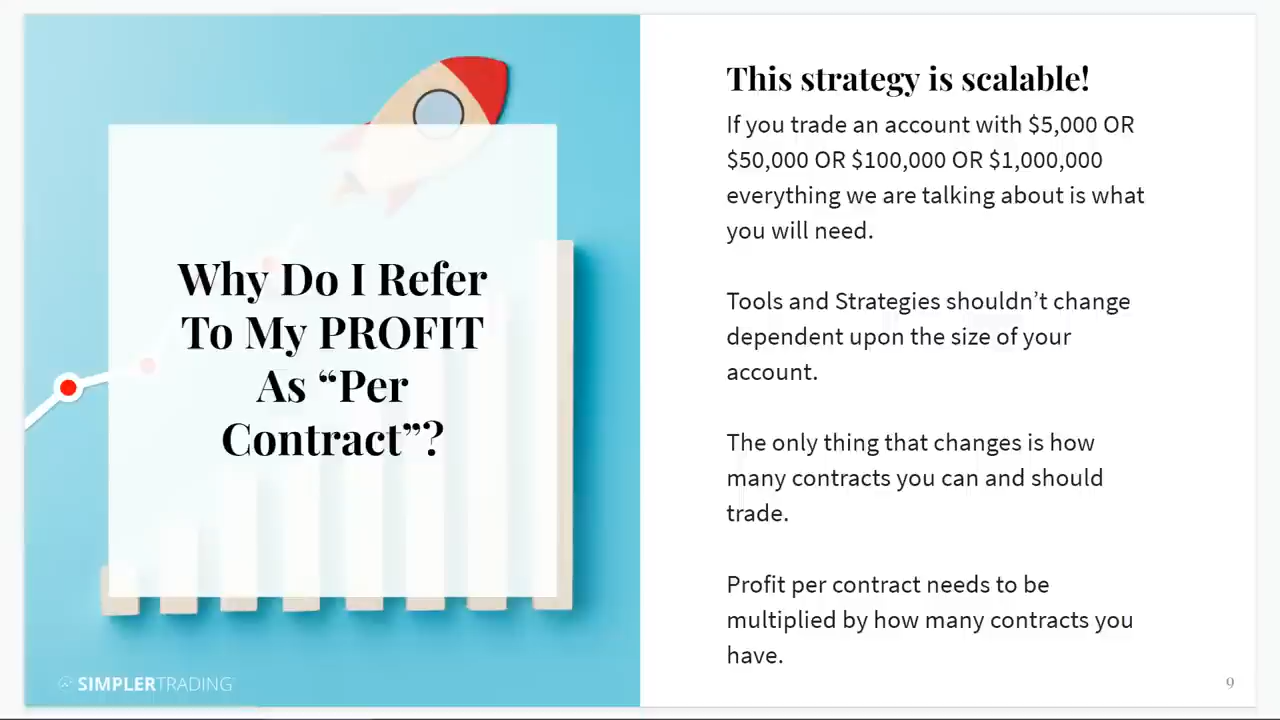 Why Do I Refer
To My PROFIT
As “Per
Contract”?
SIMPLERTRADING
This strategy is scalable!
If you trade an account with $5,000 OR
$50,000 OR $100,000 OR $1,000,000
everything we are talking about is what
you will need.
Tools and Strategies shouldn’t change
dependent upon the size of your
account.
The only thing that changes is how
many contracts you can and should
trade.
Profit per contract needs to be
multiplied by how many contracts you
have.
9